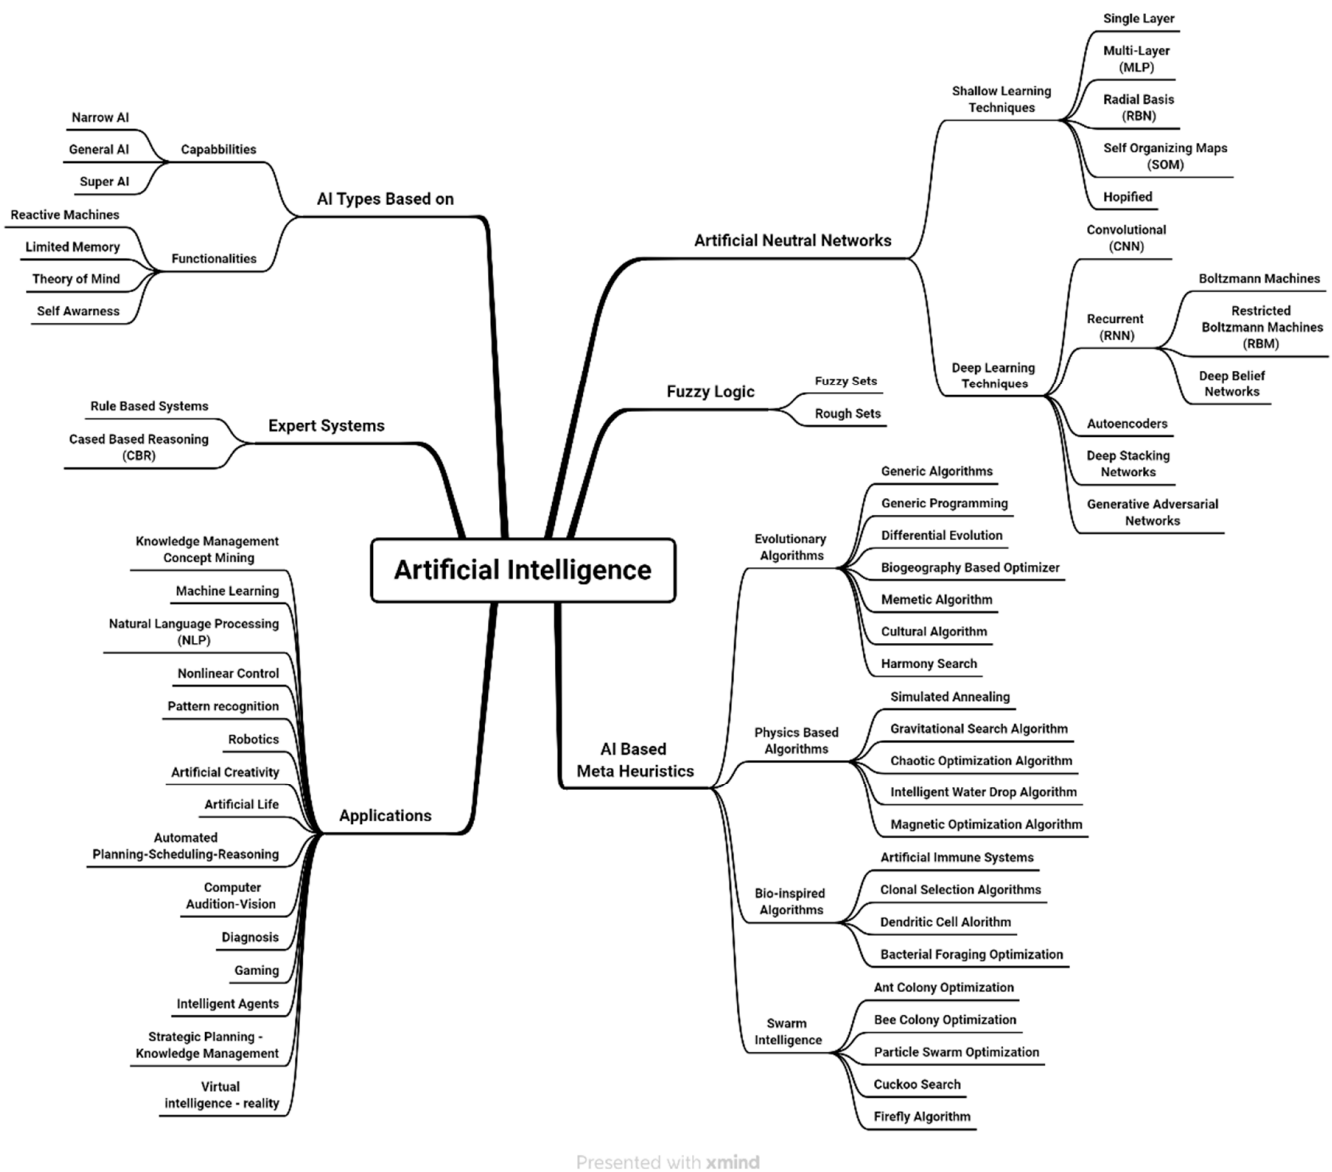 Artificial Intelligence
AI Types Based on
Capabbilities
Narrow AI
General AI
Super AI
Functionalities
Reactive Machines
Limited Memory
Theory of Mind
Self Awarness
Expert Systems
Rule Based Systems
Cased Based Reasoning
(CBR)
Applications
Knowledge Management
Concept Mining
Machine Learning
Natural Language Processing
(NLP)
Nonlinear Control
Pattern recognition
Robotics
Artificial Creativity
Artificial Life
Automated
Planning-Scheduling-Reasoning
Computer
Audition-Vision
Diagnosis
Gaming
Intelligent Agents
Strategic Planning -
Knowledge Management
Virtual
intelligence - reality
Artificial Neutral Networks
Shallow Learning
Techniques
Single Layer
Multi-Layer
(MLP)
Radial Basis
(RBN)
Self Organizing Maps
(SOM)
Hopified
Deep Learning
Techniques
Convolutional
(CNN)
Recurrent
(RNN)
Boltzmann Machines
Restricted
Boltzmann Machines
(RBM)
Deep Belief
Networks
Autoencoders
Deep Stacking
Networks
Generative Adversarial
Networks
Fuzzy Logic
Fuzzy Sets
Rough Sets
AI Based
Meta Heuristics
Evolutionary
Algorithms
Generic Algorithms
Generic Programming
Differential Evolution
Biogeography Based Optimizer
Memetic Algorithm
Cultural Algorithm
Harmony Search
Physics Based
Algorithms
Simulated Annealing
Gravitational Search Algorithm
Chaotic Optimization Algorithm
Intelligent Water Drop Algorithm
Magnetic Optimization Algorithm
Bio-inspired
Algorithms
Artificial Immune Systems
Clonal Selection Algorithms
Dendritic Cell Alorithm
Bacterial Foraging Optimization
Swarm
Intelligence
Ant Colony Optimization
Bee Colony Optimization
Particle Swarm Optimization
Cuckoo Search
Firefly Algorithm
Presented with xmind